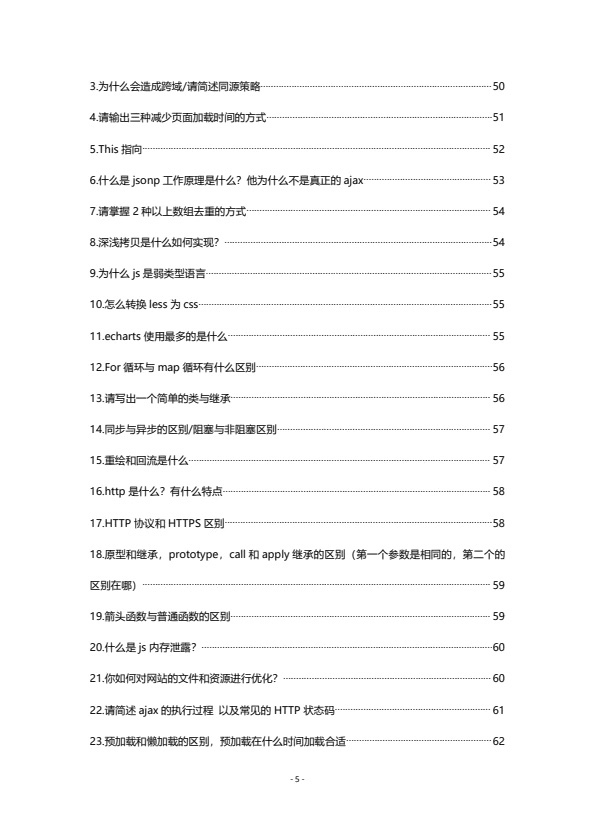 3.为什么会造成跨域/请简述同源策略 50
4.请输出三种减少页面加载时间的方式 51
5.This 指向 52
6.什么是 jsonp 工作原理是什么？他为什么不是真正的 ajax 53
7.请掌握 2 种以上数组去重的方式 54
8.深浅拷贝是什么如何实现？ 54
9.为什么 js 是弱类型语言 55
10.怎么转换 less 为 css 55
11.echarts 使用最多的是什么 55
12.For 循环与 map 循环有什么区别 56
13.请写出一个简单的类与继承 56
14.同步与异步的区别/阻塞与非阻塞区别 57
15.重绘和回流是什么 57
16.http 是什么？有什么特点 58
17.HTTP 协议和 HTTPS 区别 58
18.原型和继承，prototype，call 和 apply 继承的区别（第一个参数是相同的，第二个的
区别在哪） 59
19.箭头函数与普通函数的区别 59
20.什么是 js 内存泄露？ 60
21.你如何对网站的文件和资源进行优化？ 60
22.请简述 ajax 的执行过程 以及常见的 HTTP 状态码 61
23.预加载和懒加载的区别，预加载在什么时间加载合适 62
- 5 -